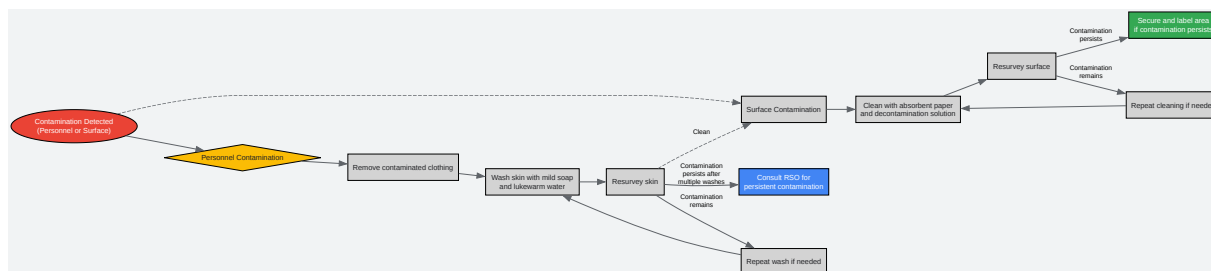 Contamination Detected
(Personnel or Surface)
Personnel Contamination
Remove contaminated clothing
Wash skin with mild soap
and lukewarm water
Resurvey skin
Clean
Contamination
persists after
multiple washes
Contamination
remains
Consult RSO for
persistent contamination
Repeat wash if needed
Surface Contamination
Clean with absorbent paper
and decontamination solution
Resurvey surface
Contamination
persists
Contamination
remains
Secure and label area
if contamination persists
Repeat cleaning if neede